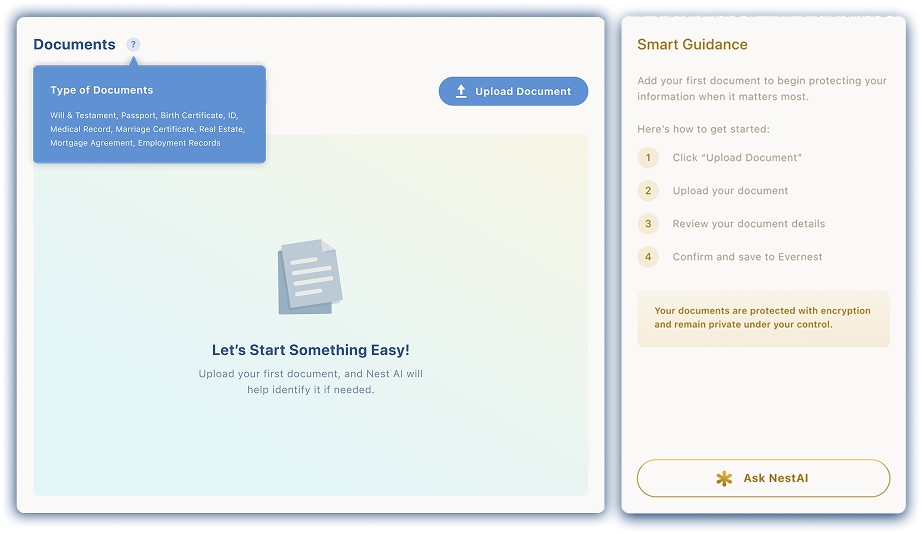 Documents ?
Type of Documents
Will & Testament, Passport, Birth Certificate, ID,
Medical Record, Marriage Certificate, Real Estate,
Mortgage Agreement, Employment Records
Upload Document
Let's Start Something Easy!
Upload your first document, and Nest AI will
help identify it if needed.
Smart Guidance
Add your first document to begin protecting your
information when it matters most.
Here's how to get started:
1 Click “Upload Document”
2 Upload your document
3 Review your document details
4 Confirm and save to Evernest
Your documents are protected with encryption
and remain private under your control.
Ask NestAI